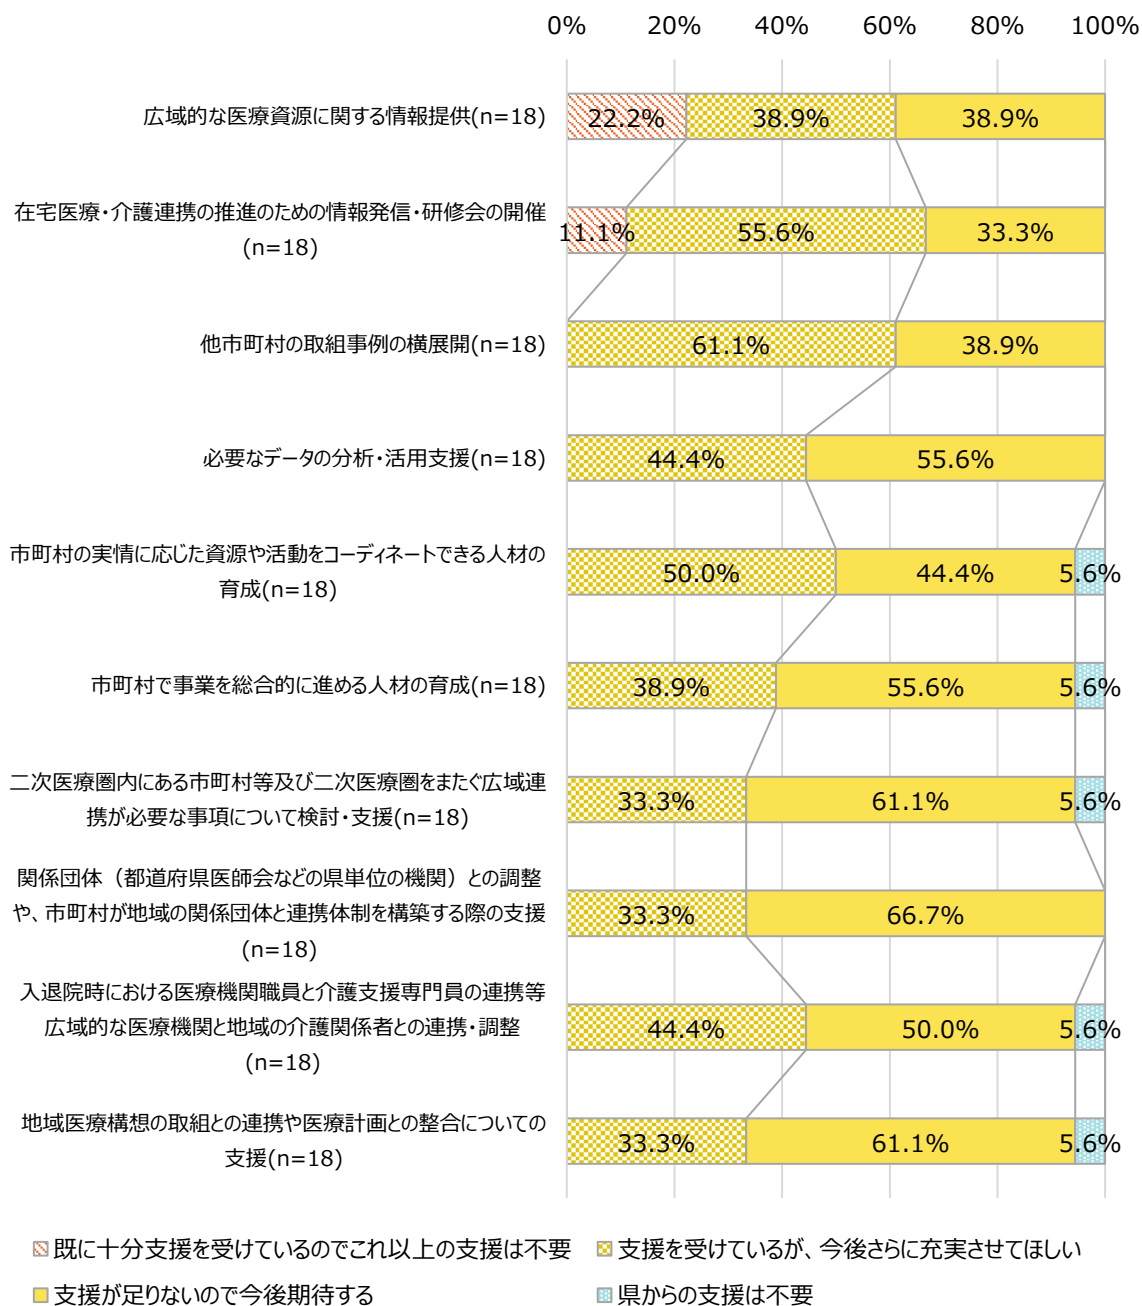 0% 20% 40% 60% 80% 100%
広域的な医療資源に関する情報提供(n=18)
22.2% 38.9% 38.9%
在宅医療・介護連携の推進のための情報発信・研修会の開催
(n=18)
11.1% 55.6% 33.3%
他市町村の取組事例の横展開(n=18)
61.1% 38.9%
必要なデータの分析・活用支援(n=18)
44.4% 55.6%
市町村の実情に応じた資源や活動をコーディネートできる人材の
育成(n=18)
50.0% 44.4% 5.6%
市町村で事業を総合的に進める人材の育成(n=18)
38.9% 55.6% 5.6%
二次医療圏内にある市町村等及び二次医療圏をまたぐ広域連
携が必要な事項について検討・支援(n=18)
33.3% 61.1% 5.6%
関係団体（都道府県医師会などの県単位の機関）との調整
や、市町村が地域の関係団体と連携体制を構築する際の支援
(n=18)
33.3% 66.7%
入退院時における医療機関職員と介護支援専門員の連携等
広域的な医療機関と地域の介護関係者との連携・調整
(n=18)
44.4% 50.0% 5.6%
地域医療構想の取組との連携や医療計画との整合についての
支援(n=18)
33.3% 61.1% 5.6%
既に十分支援を受けているのでこれ以上の支援は不要 支援を受けているが、今後さらに充実させてほしい
支援が足りないので今後期待する 県からの支援は不要